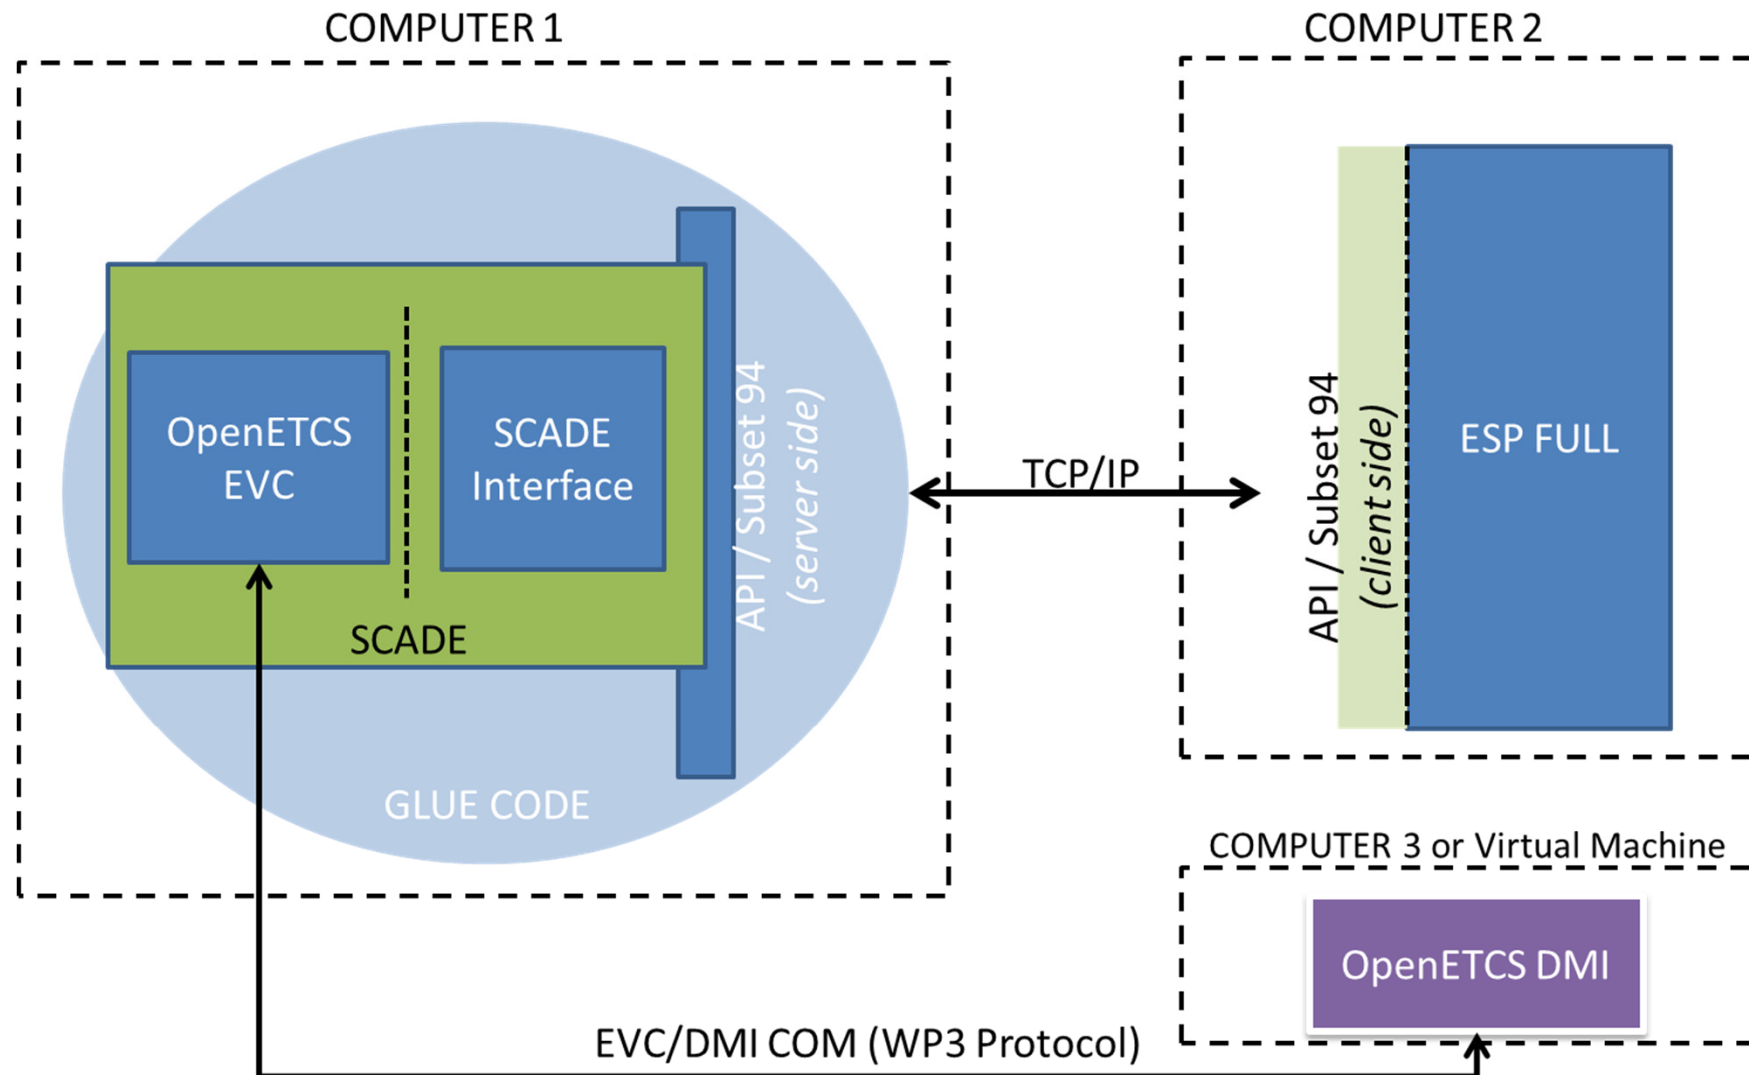 COMPUTER 1
COMPUTER 2
OpenETCS
EVC
SCADE
Interface
SCADE
API / Subset 94
(server side)
GLUE CODE
TCP/IP
API / Subset 94
(client side)
ESP FULL
COMPUTER 3 or Virtual Machine
OpenETCS DMI
EVC/DMI COM (WP3 Protocol)